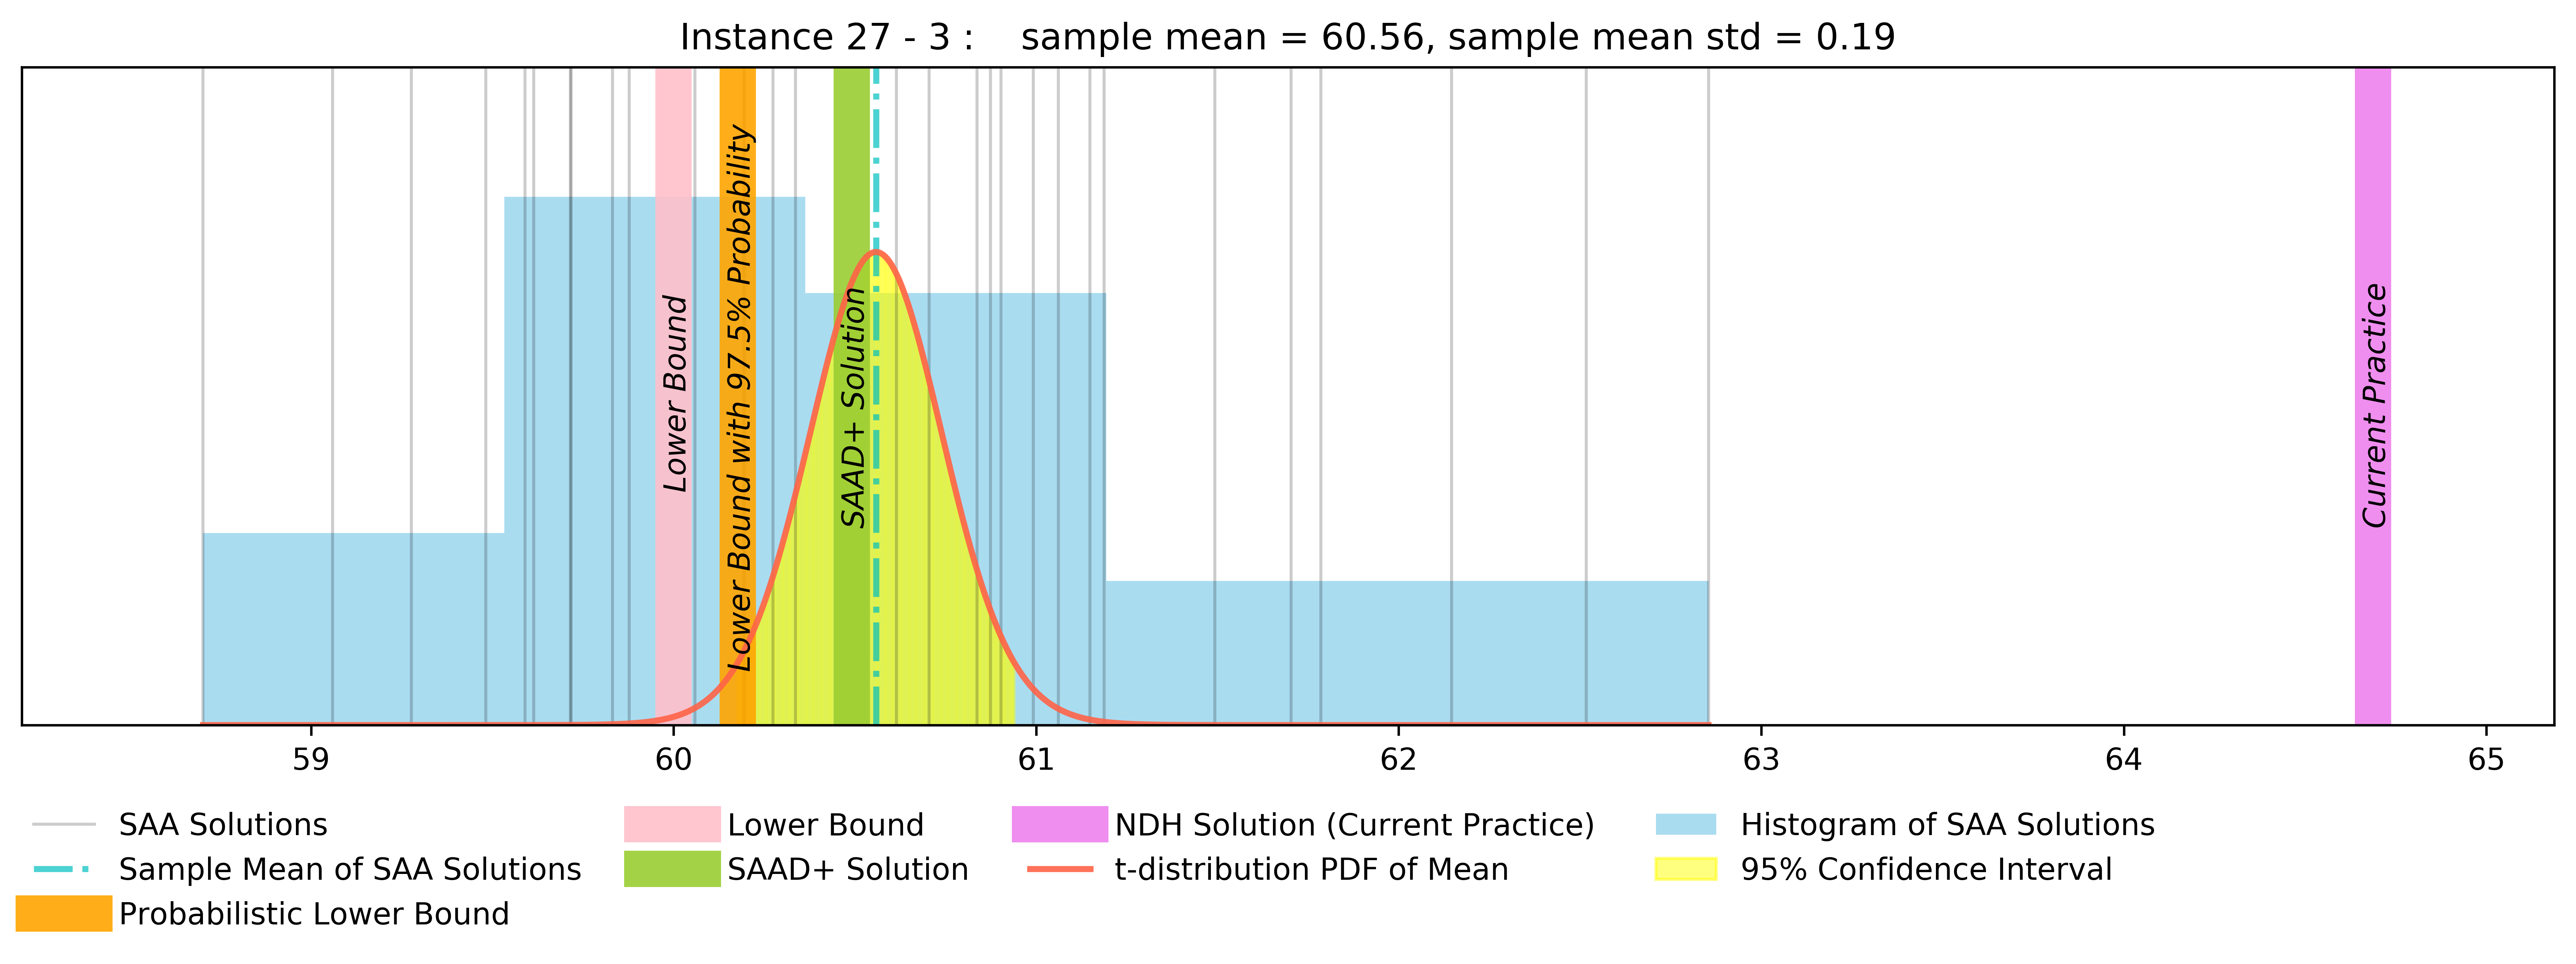 Instance 27 - 3 :    sample mean = 60.56, sample mean std = 0.19
Lower Bound
Lower Bound with 97.5% Probability
SAAD+ Solution
Current Practice
59 60 61 62 63 64 65
SAA Solutions
Sample Mean of SAA Solutions
Probabilistic Lower Bound
Lower Bound
SAAD+ Solution
NDH Solution (Current Practice)
t-distribution PDF of Mean
Histogram of SAA Solutions
95% Confidence Interval